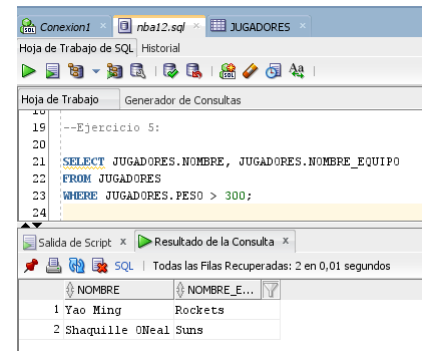 Conexion1 nba12.sql JUGADORES
Hoja de Trabajo de SQL Historial
Hoja de Trabajo Generador de Consultas
18
19 --Ejercicio 5:
20
21 SELECT JUGADORES.NOMBRE, JUGADORES.NOMBRE_EQUIPO
22 FROM JUGADORES
23 WHERE JUGADORES.PESO > 300;
24
Salida de Script x Resultado de la Consulta x
SQL | Todas las Filas Recuperadas: 2 en 0,01 segundos
NOMBRE NOMBRE_E...
1 Yao Ming Rockets
2 Shaquille ONeal Suns